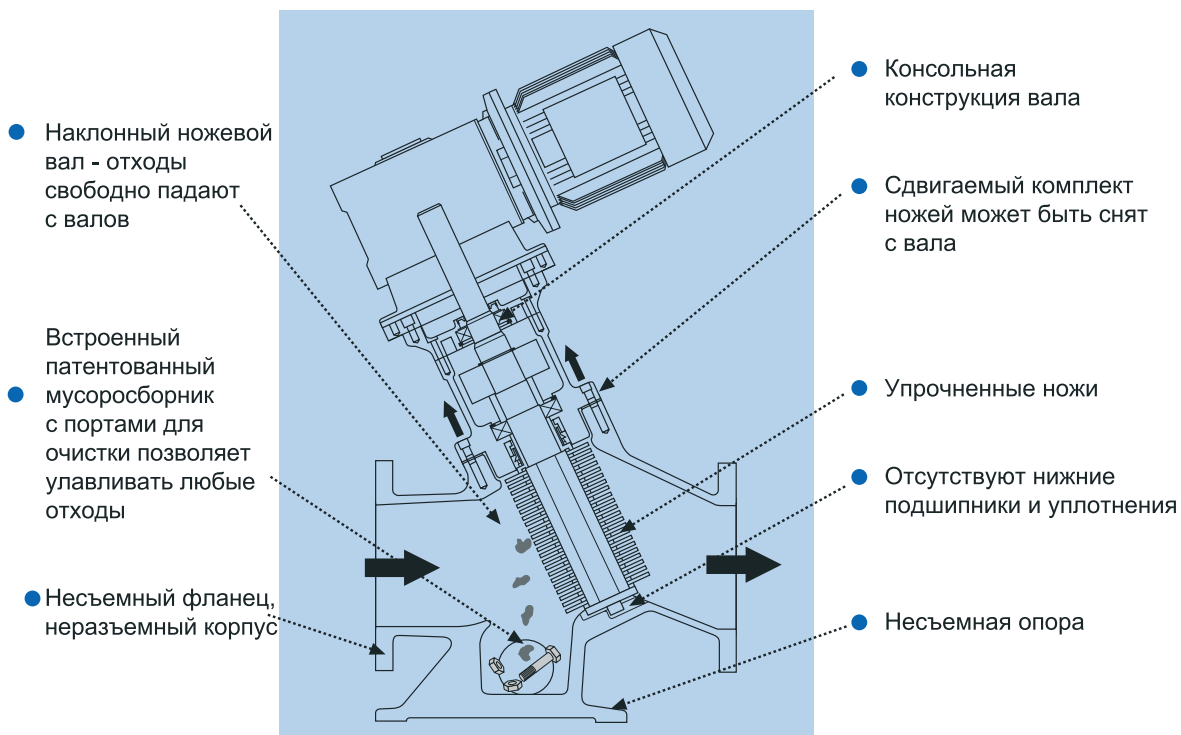 Наклонный ножевой
вал - отходы
свободно падают
с валов
Встроенный
патентованный
мусоросборник
с портами для
очистки позволяет
улавливать любые
отходы
Несъемный фланец,
неразъемный корпус
Консольная
конструкция вала
Сдвигаемый комплект
ножей может быть снят
с вала
Упрочненные ножи
Отсутствуют нижние
подшипники и уплотнения
Несъемная опора